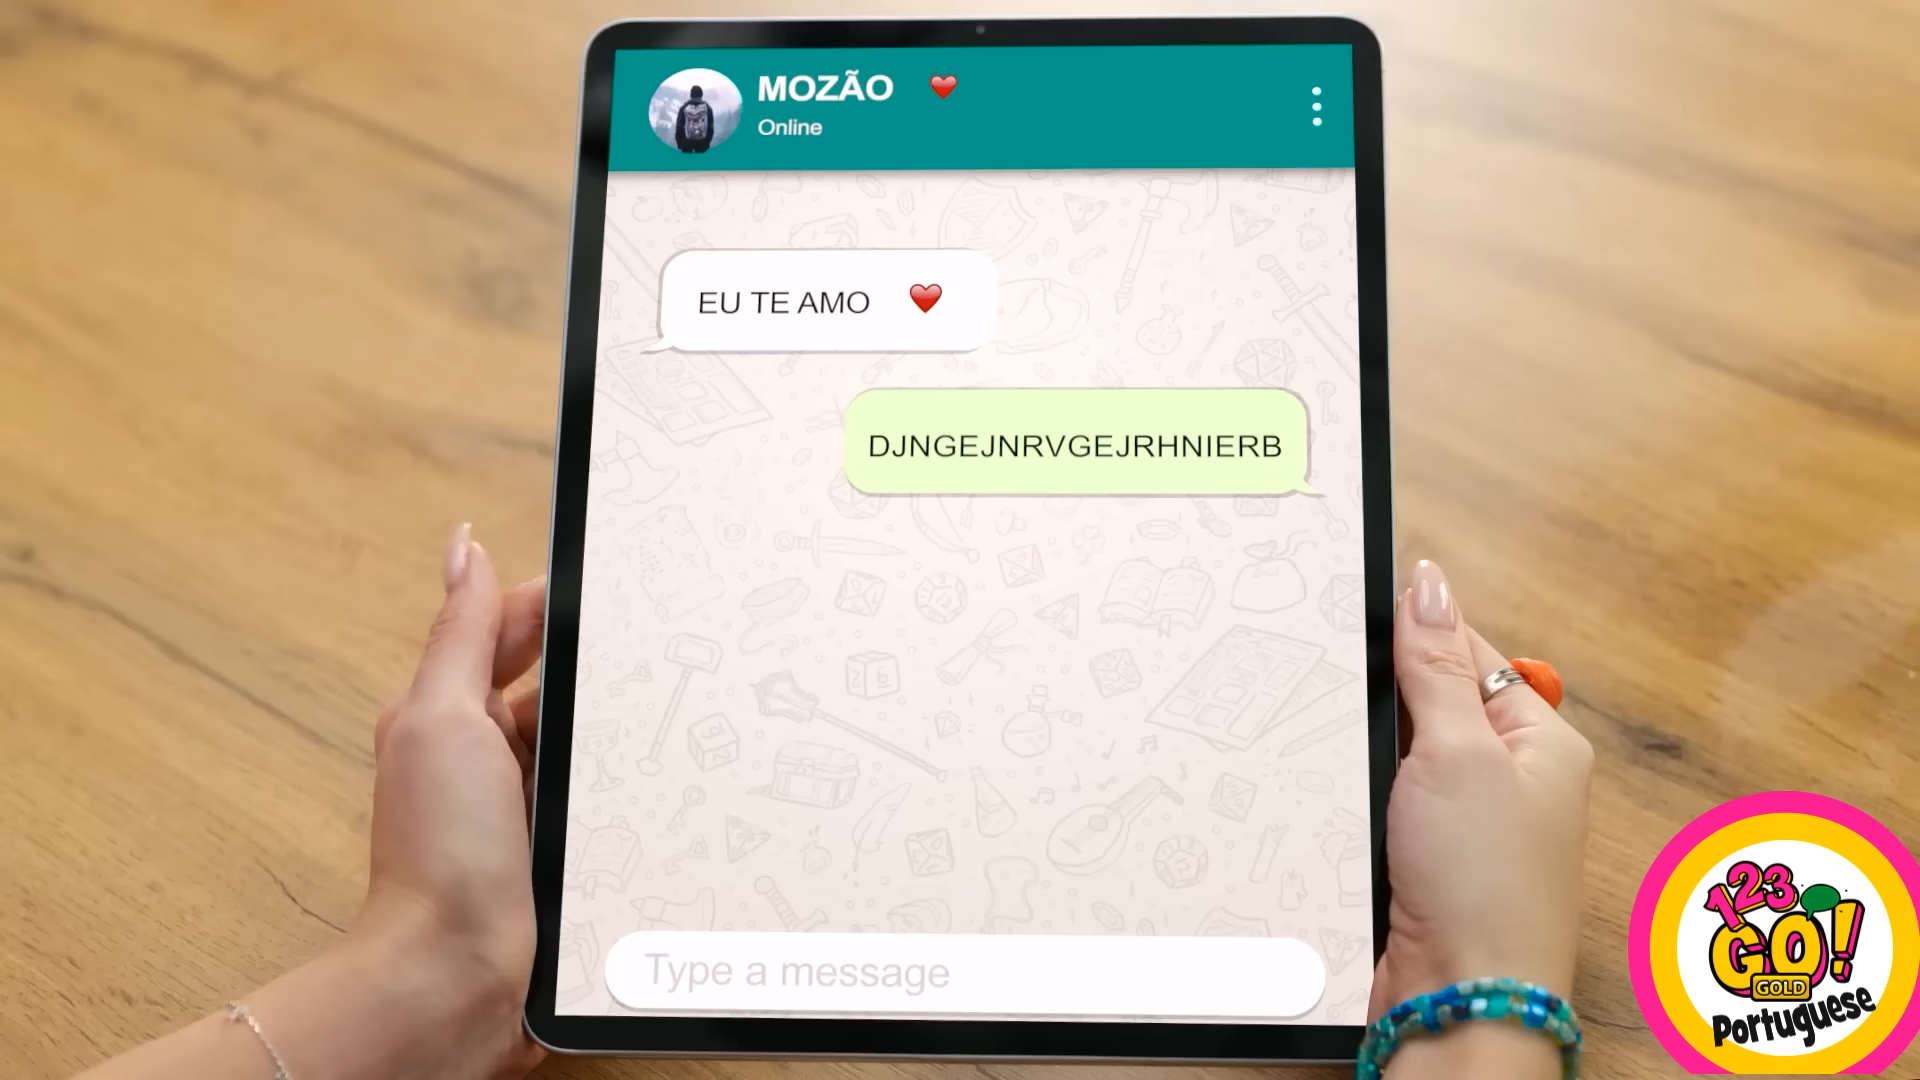 MOZÃO ❤️
Online
EU TE AMO ❤️
DJNGEJNRVGEJRHNIERB
Type a message
123
GO!
GOLD
Portuguese